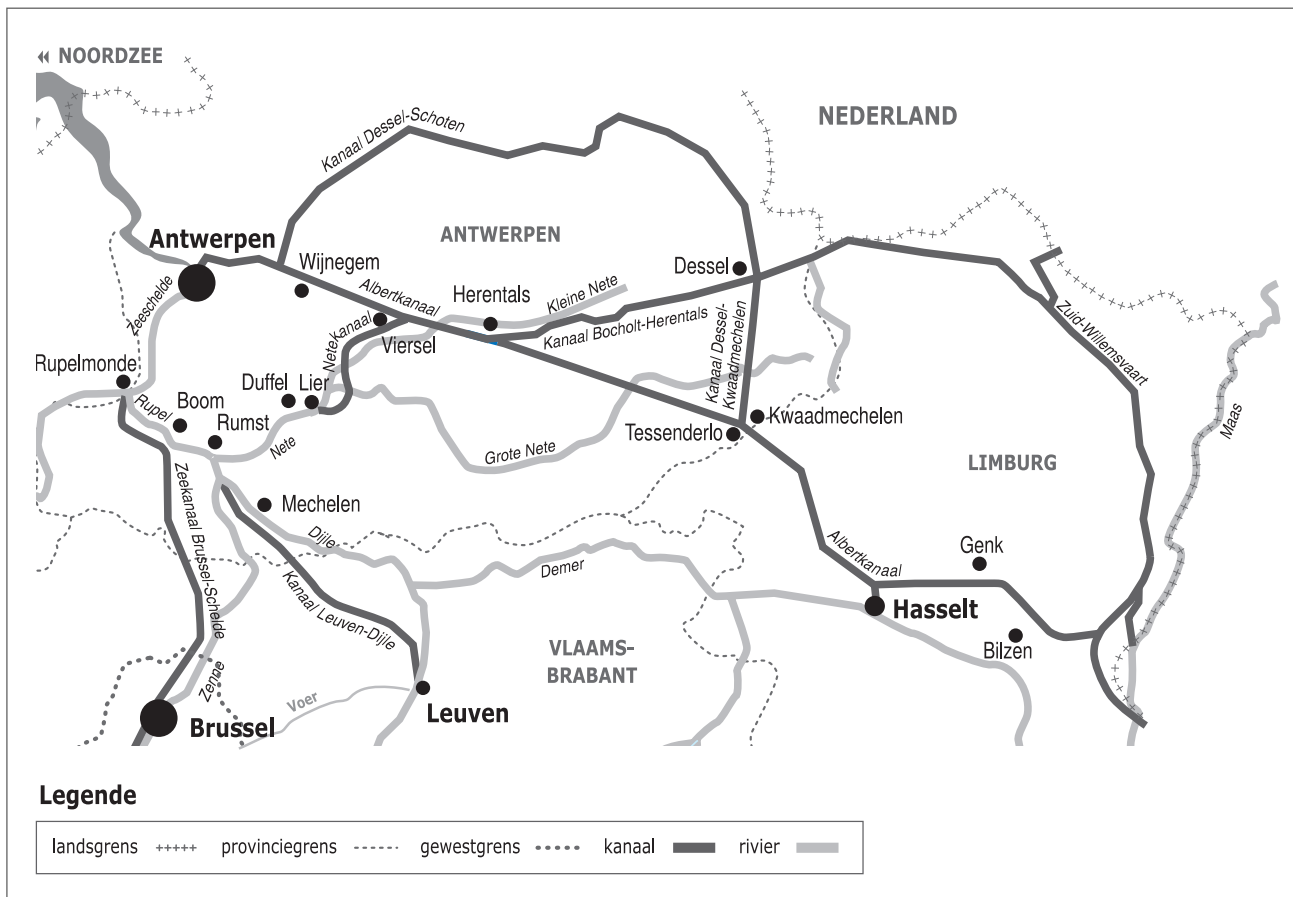 NOORDZEE
NEDERLAND
Kanaal Dessel-Schoten
Antwerpen
ANTWERPEN
Wijnegem
Dessel
Zeeschelde
Albertkanaal
Herentals
Kleine Nete
Kanaal Bocholt-Herentals
Kanaal Dessel-
Kwaadmechelen
Zuid-Willemsvaart
NeteKanaal
Viersel
Rupelmonde
Duffel
Lier
Boom
Rupel
Rumst
Nete
Grote Nete
Kwaadmechelen
Tessenderlo
Maas
LIMBURG
Zeekanaal Brussel-Schelde
Mechelen
Dijle
Demer
Albertkanaal
Genk
Kanaal Leuven-Dijle
Hasselt
Bilzen
VLAAMS-
BRABANT
Zenne
Voer
Leuven
Brussel
Legende
landsgrens provinciegrens gewestgrens kanaal rivier